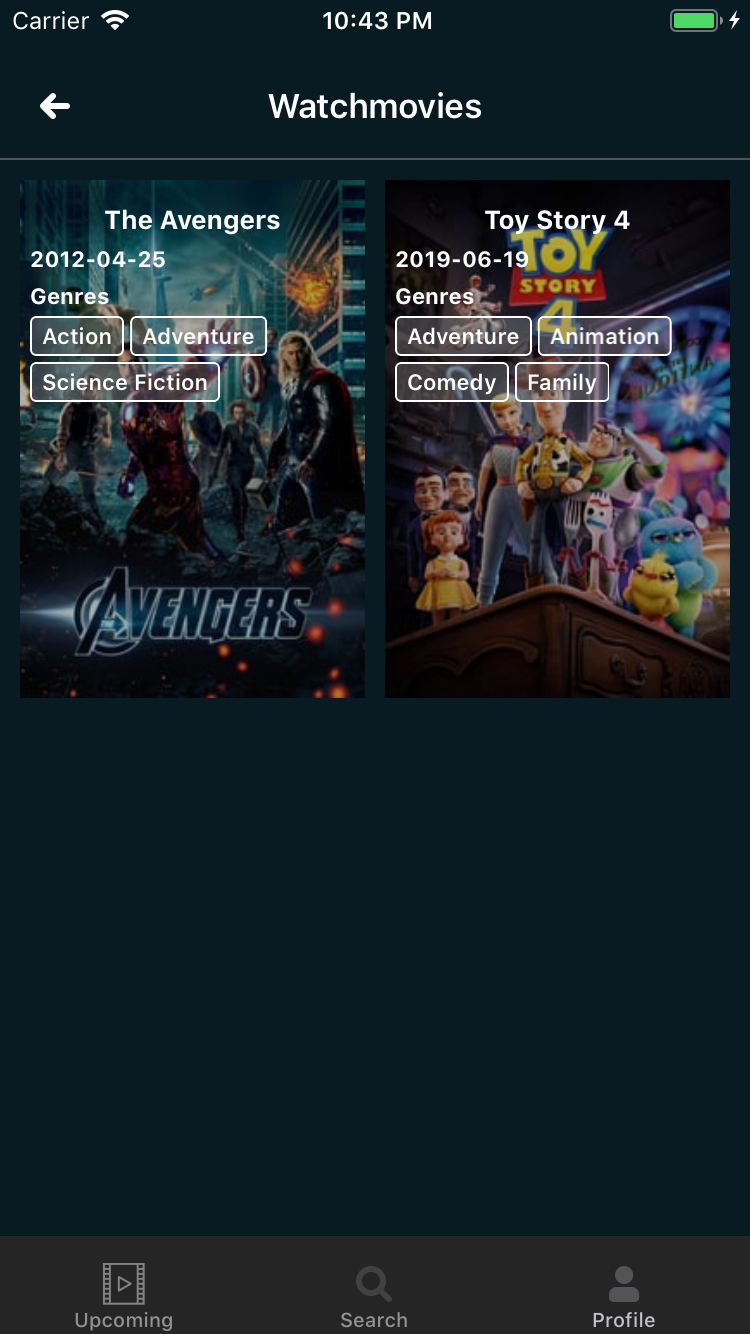 Carrier 10:43 PM
Watchmovies
The Avengers
2012-04-25
Genres
Action Adventure
Science Fiction
AVENGERS
Toy Story 4
2019-06-19
TOY
STORY
4
Genres
Adventure Animation
Comedy Family
Upcoming Search Profile